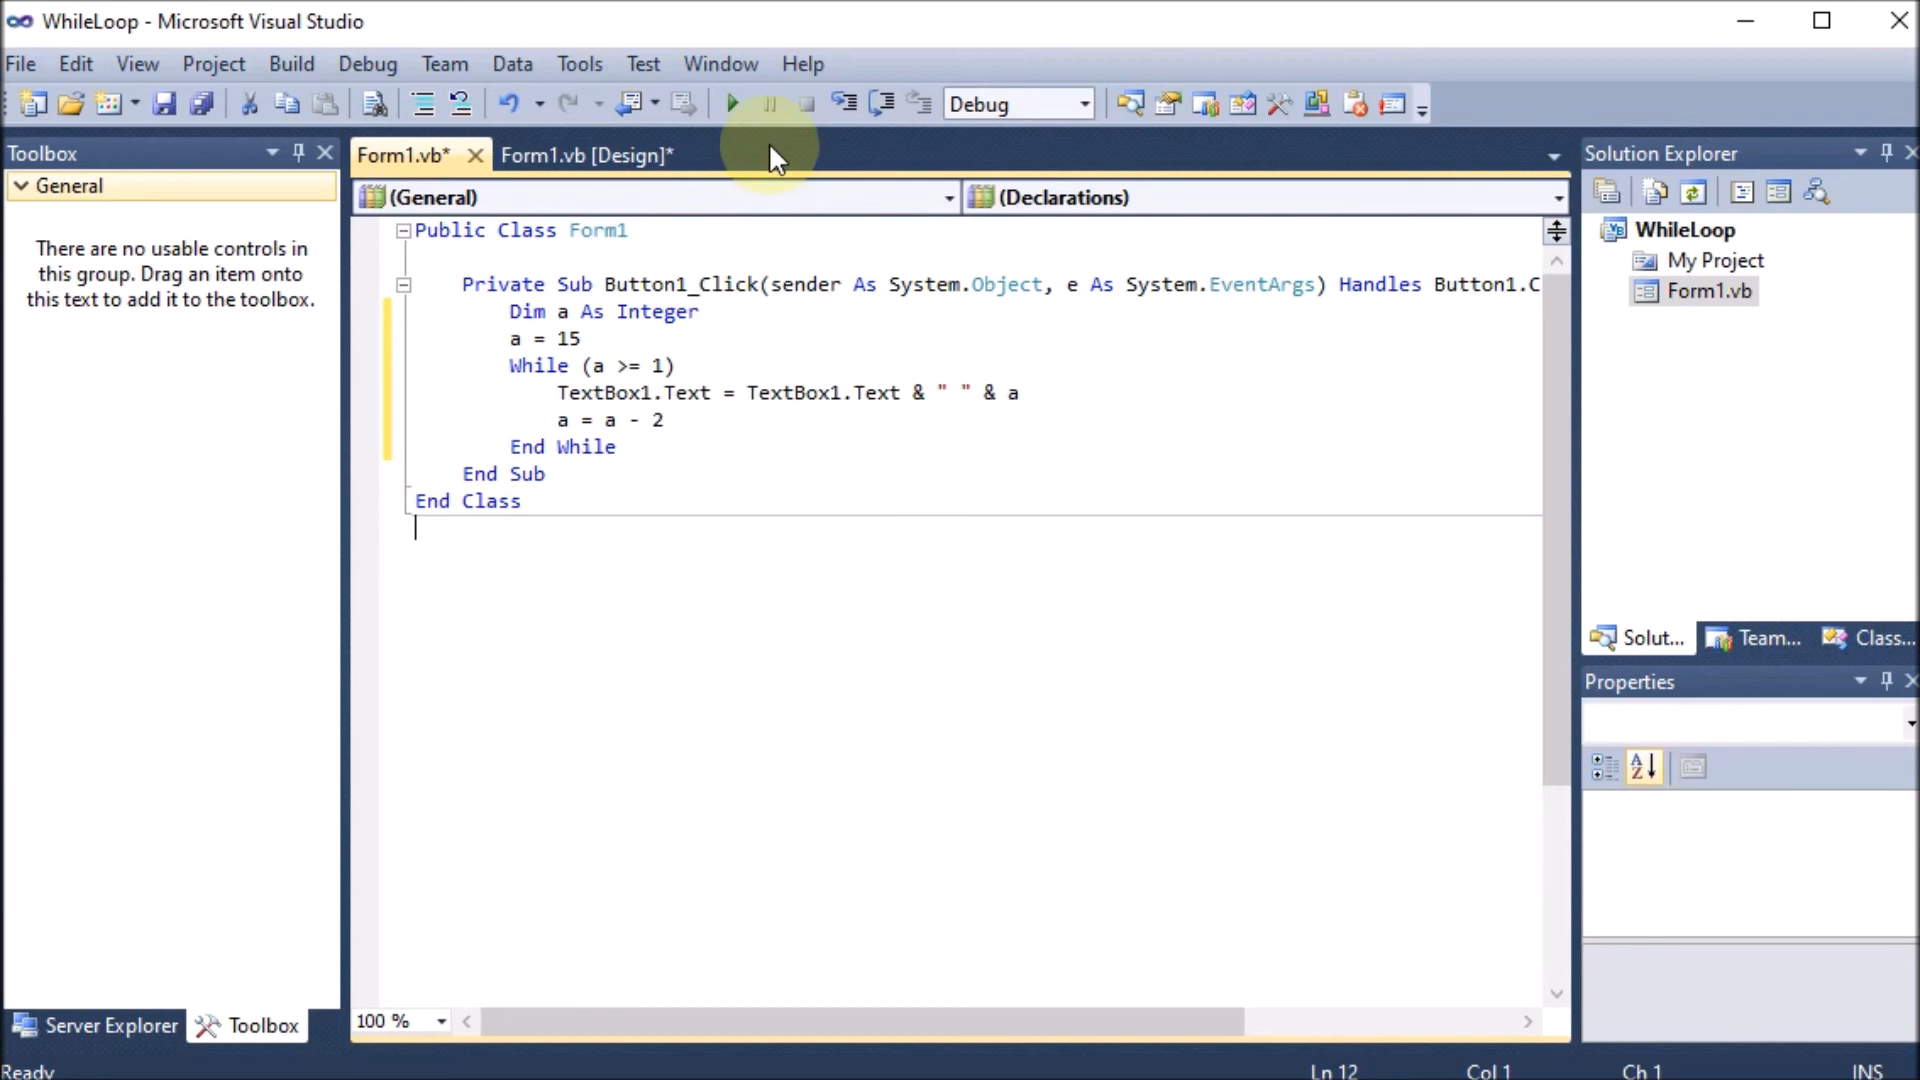 WhileLoop - Microsoft Visual Studio
File Edit View Project Build Debug Team Data Tools Test Window Help
Debug
Toolbox
General
There are no usable controls in
this group. Drag an item onto
this text to add it to the toolbox.
Server Explorer Toolbox
Form1.vb* Form1.vb [Design]*
(General) (Declarations)
Public Class Form1
Private Sub Button1_Click(sender As System.Object, e As System.EventArgs) Handles Button1.C
Dim a As Integer
a = 15
While (a >= 1)
TextBox1.Text = TextBox1.Text & " " & a
a = a - 2
End While
End Sub
End Class
100 %
Solution Explorer
WhileLoop
My Project
Form1.vb
Solut... Team... Class...
Properties
Ready Ln 12 Col 1 Ch 1 INS